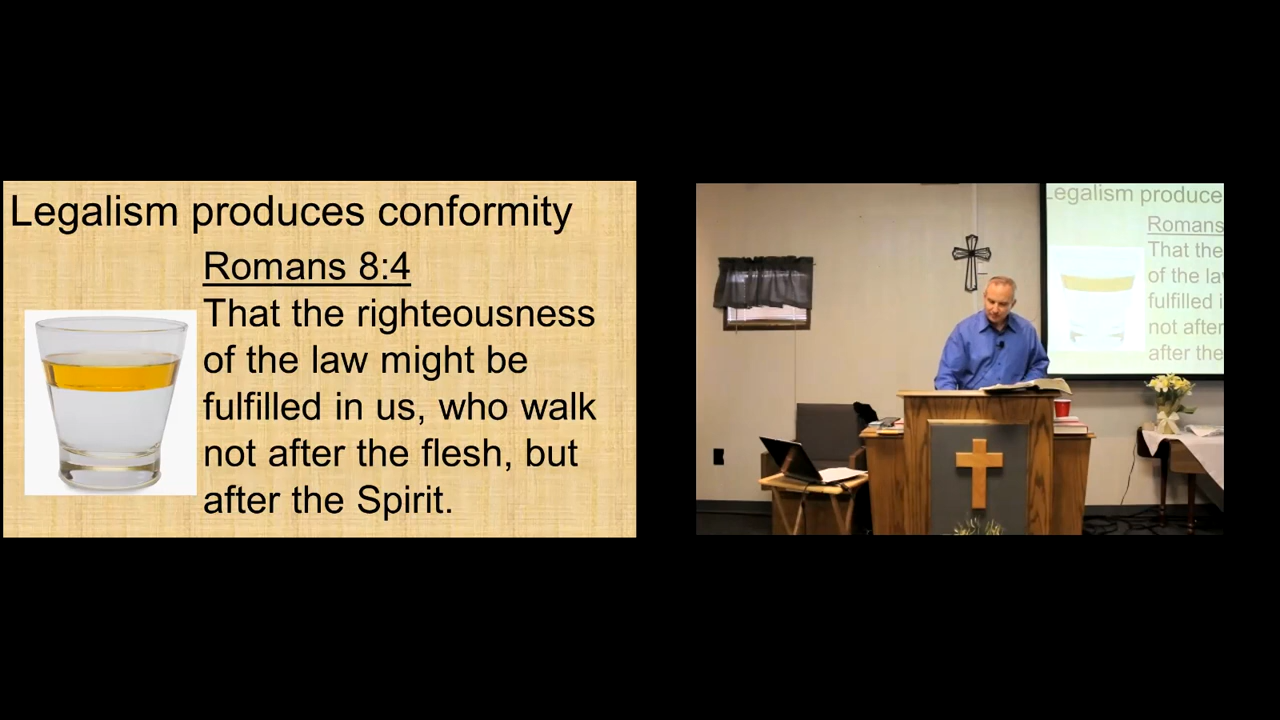 Legalism produces conformity
Romans 8:4
That the righteousness
of the law might be
fulfilled in us, who walk
not after the flesh, but
after the Spirit.
Legalism produce
Romans
That the
of the law
fulfilled i
not after
after the